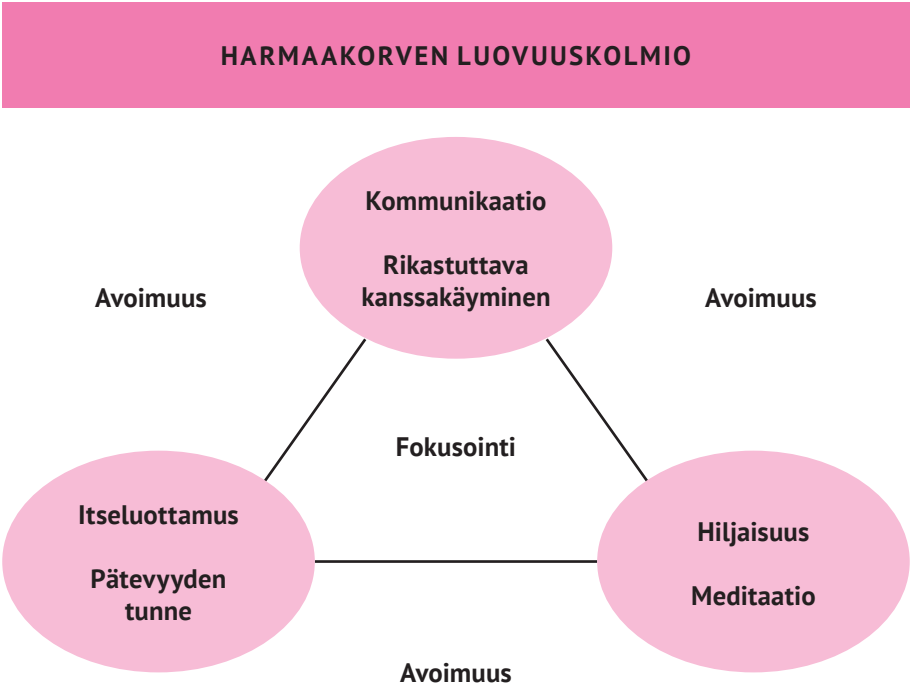 HARMAAKORVEN LUOVUUSKOLMIO
Kommunikaatio
Rikastuttava
kanssakäyminen
Avoimuus
Avoimuus
Fokusointi
Itseluottamus
Pätevyyden
tunne
Hiljaisuus
Meditaatio
Avoimuus